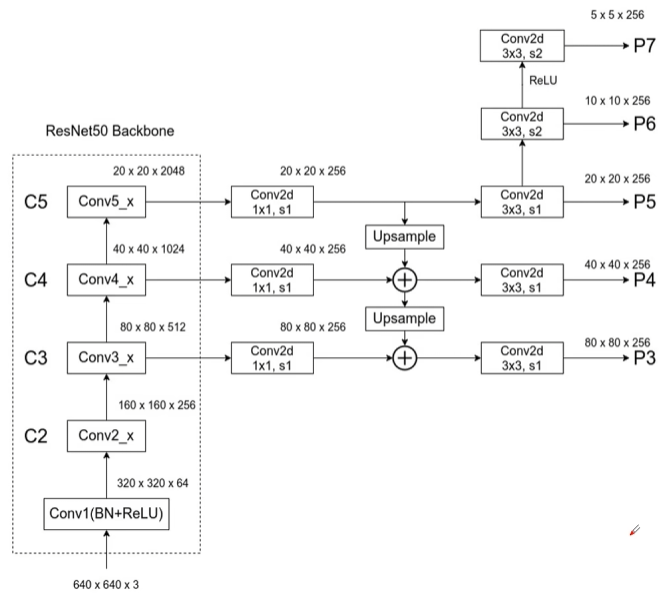 5 x 5 x 256
Conv2d
3x3, s2
P7
ReLU
10 x 10 x 256
Conv2d
3x3, s2
P6
ResNet50 Backbone
20 x 20 x 2048
20 x 20 x 256
20 x 20 x 256
C5
Conv5_x
Conv2d
1x1, s1
Conv2d
3x3, s1
P5
Upsample
40 x 40 x 1024
40 x 40 x 256
40 x 40 x 256
C4
Conv4_x
Conv2d
1x1, s1
+
Conv2d
3x3, s1
P4
Upsample
80 x 80 x 512
80 x 80 x 256
80 x 80 x 256
C3
Conv3_x
Conv2d
1x1, s1
+
Conv2d
3x3, s1
P3
160 x 160 x 256
C2
Conv2_x
320 x 320 x 64
Conv1(BN+ReLU)
640 x 640 x 3